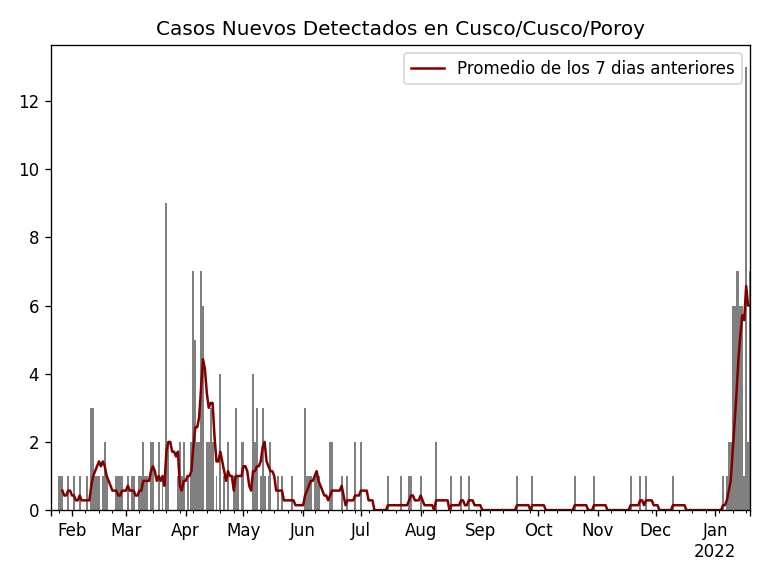 Casos Nuevos Detectados en Cusco/Cusco/Poroy
Promedio de los 7 dias anteriores
12
10
8
6
4
2
0
Feb Mar Apr May Jun Jul Aug Sep Oct Nov Dec Jan
2022